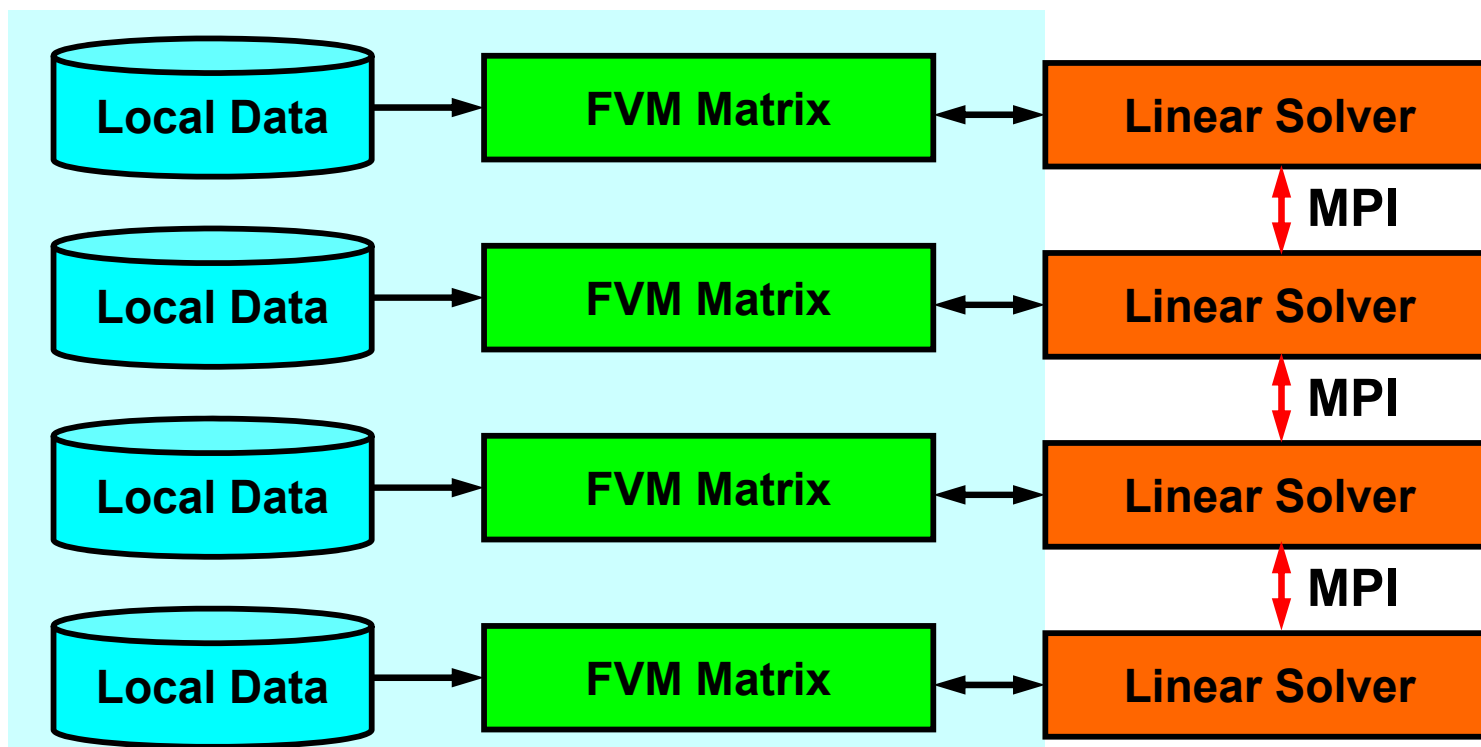 Local Data
FVM Matrix
Linear Solver
MPI
Local Data
FVM Matrix
Linear Solver
MPI
Local Data
FVM Matrix
Linear Solver
MPI
Local Data
FVM Matrix
Linear Solver